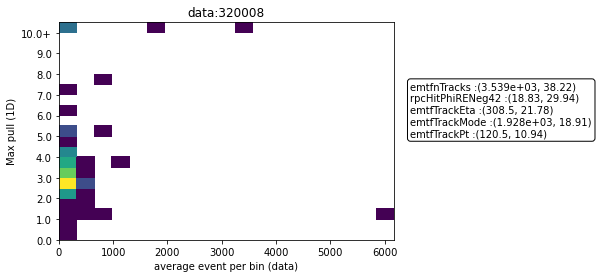 data:320008
10.0+
9.0
8.0
7.0
6.0
5.0
4.0
3.0
2.0
1.0
0.0
Max pull (1D)
0 1000 2000 3000 4000 5000 6000
average event per bin (data)
emtfnTracks :(3.539e+03, 38.22)
rpcHitPhiRENeg42 :(18.83, 29.94)
emtfTrackEta :(308.5, 21.78)
emtfTrackMode :(1.928e+03, 18.91)
emtfTrackPt :(120.5, 10.94)